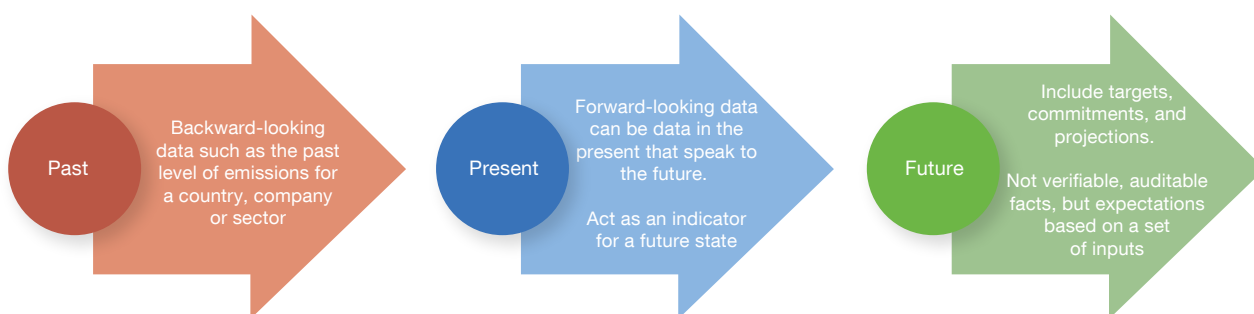 Past
Backward-looking
data such as the past
level of emissions for
a country, company
or sector
Present
Forward-looking data
can be data in the
present that speak to
the future.
Act as an indicator
for a future state
Future
Include targets,
commitments, and
projections.
Not verifiable, auditable
facts, but expectations
based on a set
of inputs